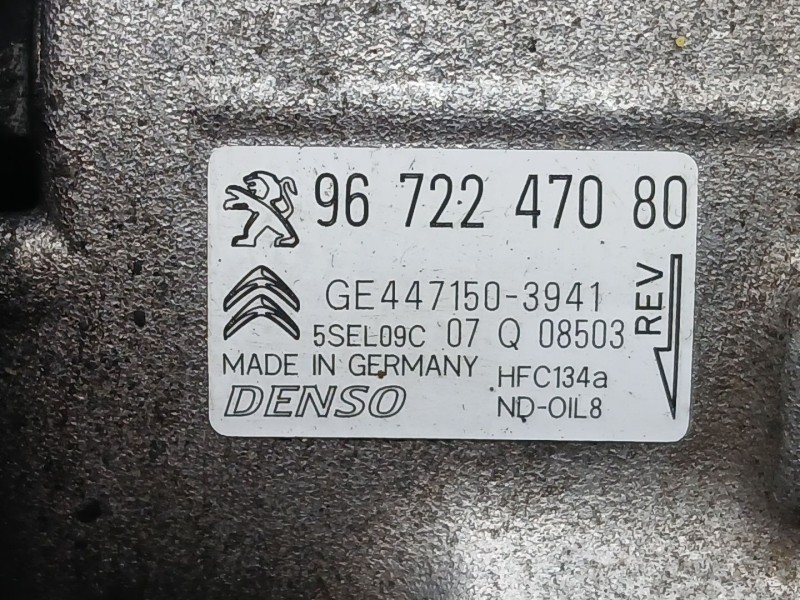 96 722 470 80
GE447150-3941
5SEL09C 07 Q 08503
REV
MADE IN GERMANY
HFC134a
DENSO
ND-OIL8